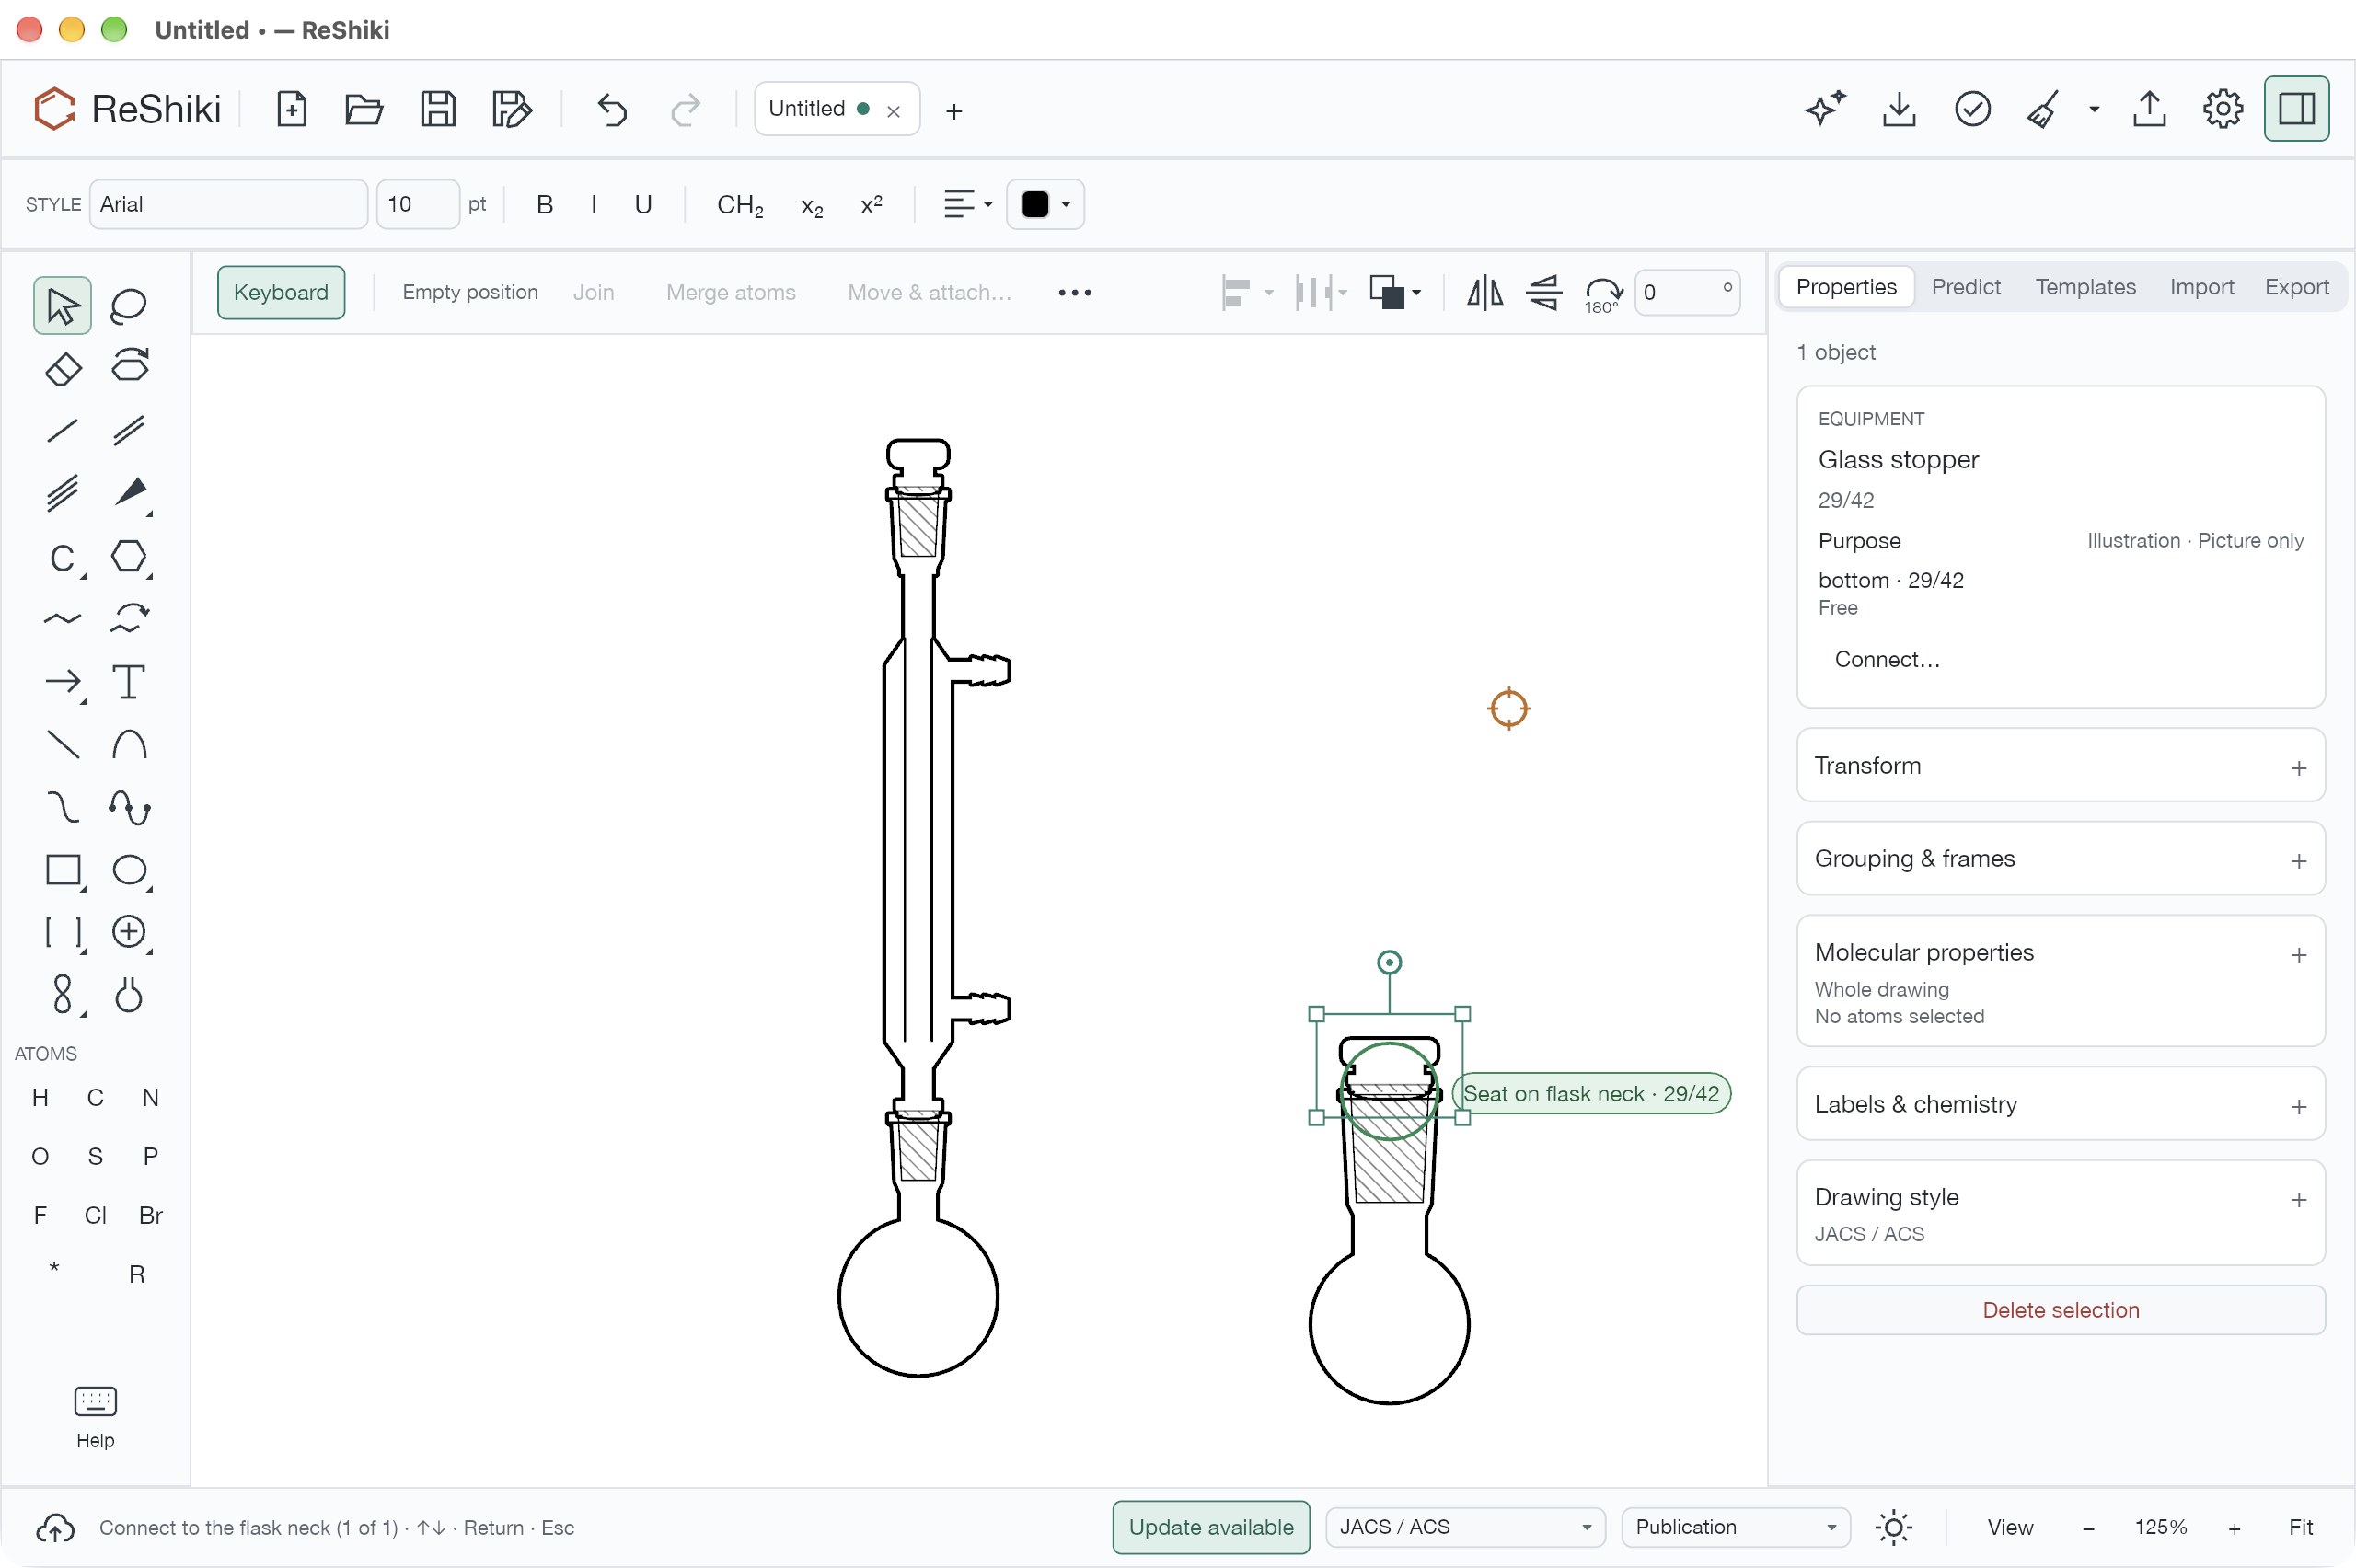 Untitled • — ReShiki
ReShiki
Untitled
STYLE Arial 10 pt B I U CH₂ x₂ x²
Keyboard Empty position Join Merge atoms Move & attach... 180° 0 °
Properties Predict Templates Import Export
1 object
EQUIPMENT
Glass stopper
29/42
Purpose Illustration · Picture only
bottom · 29/42
Free
Connect...
Transform
Grouping & frames
Molecular properties
Whole drawing
No atoms selected
Labels & chemistry
Drawing style
JACS / ACS
Delete selection
Seat on flask neck · 29/42
C
T
ATOMS
H C N
O S P
F Cl Br
* R
Help
Connect to the flask neck (1 of 1) · ↑↓ · Return · Esc
Update available JACS / ACS Publication View – 125% + Fit